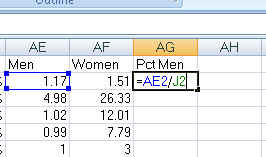 Outline
AE AF AG AH
Men Women Pct Men
% 1.17 1.51 =AE2/J2
% 4.98 26.33
% 1.02 12.01
% 0.99 7.79
% 1 3